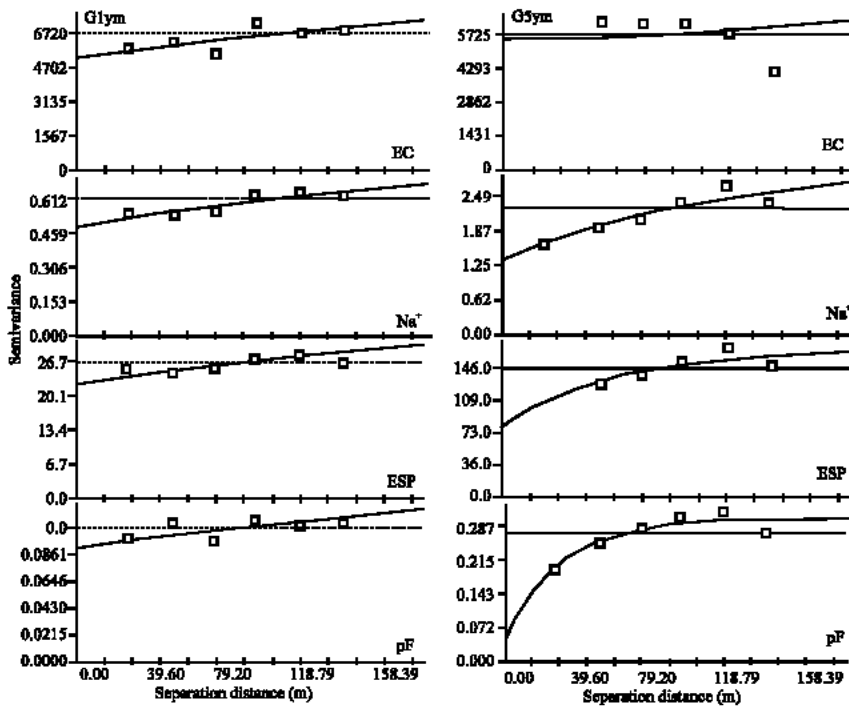 G1ym
6720
4702
3135
1567
0
EC
0.612
0.459
0.306
0.153
0.000
Na+
Semivariance
26.7
20.1
13.4
6.7
0.0
ESP
0.0
0.0861
0.0646
0.0430
0.0215
0.0000
pF
0.00 39.60 79.20 118.79 158.39
Separation distance (m)
G5ym
5725
4293
2862
1431
0
EC
2.49
1.87
1.25
0.62
0.00
Na+
146.0
109.0
73.0
36.0
0.0
ESP
0.287
0.215
0.143
0.072
0.000
pF
0.00 39.60 79.20 118.79 158.39
Separation distance (m)